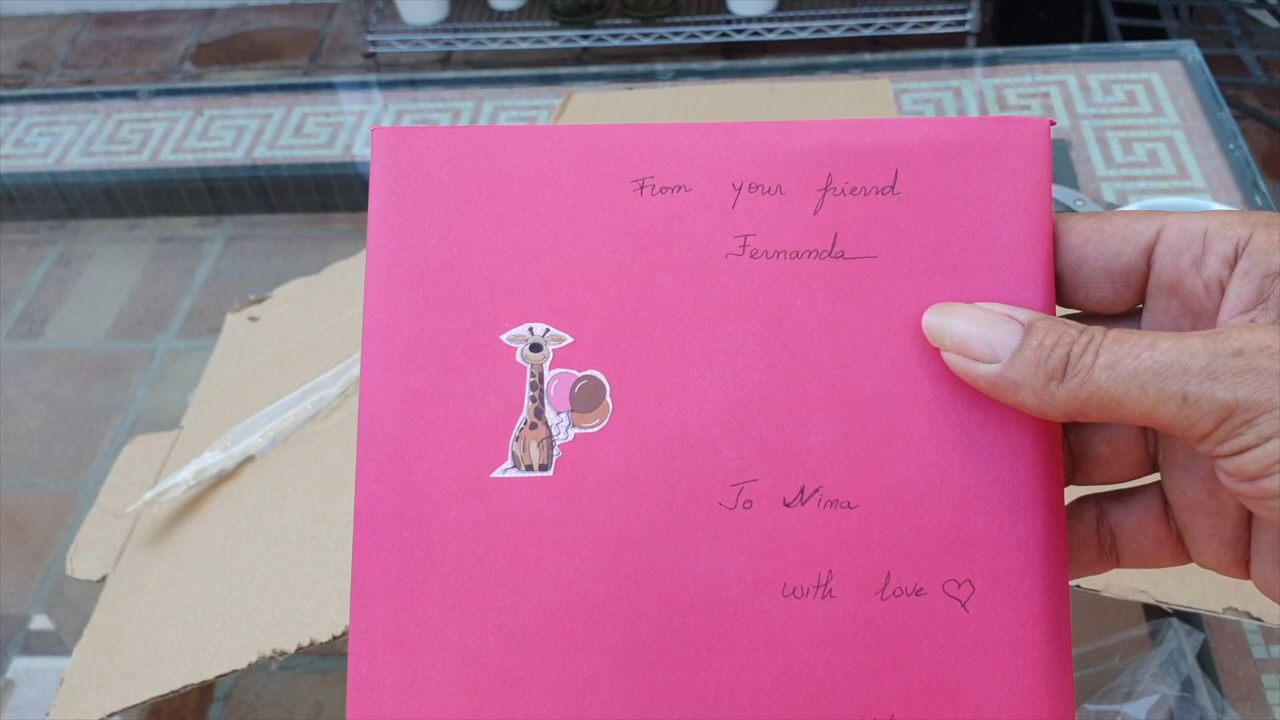 From your friend
Fernanda
To Nina
with love ♡